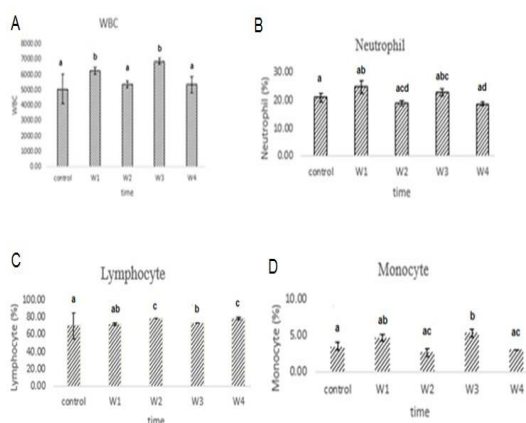 A
WBC
WBC
8000.00
7000.00
6000.00
5000.00
4000.00
3000.00
2000.00
1000.00
0.00
a b a b a
control W1 W2 W3 W4
time
B
Neutrophil
Neutrophil (%)
30.00
20.00
10.00
0.00
a ab acd abc ad
control W1 W2 W3 W4
time
C
Lymphocyte
Lymphocyte (%)
100.00
80.00
60.00
40.00
20.00
0.00
a ab c b c
control W1 W2 W3 W4
time
D
Monocyte
Monocyte (%)
10.00
5.00
0.00
a ab ac b ac
control W1 W2 W3 W4
time